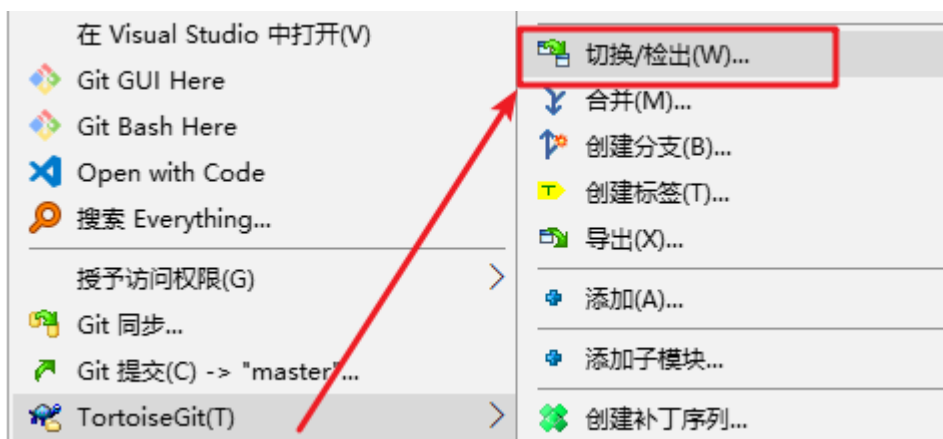 在 Visual Studio 中打开(V)
Git GUI Here
Git Bash Here
Open with Code
搜索 Everything...
授予访问权限(G)
Git 同步...
Git 提交(C) -> "master"...
TortoiseGit(T)
切换/检出(W)...
合并(M)...
创建分支(B)...
创建标签(T)...
导出(X)...
添加(A)...
添加子模块...
创建补丁序列...